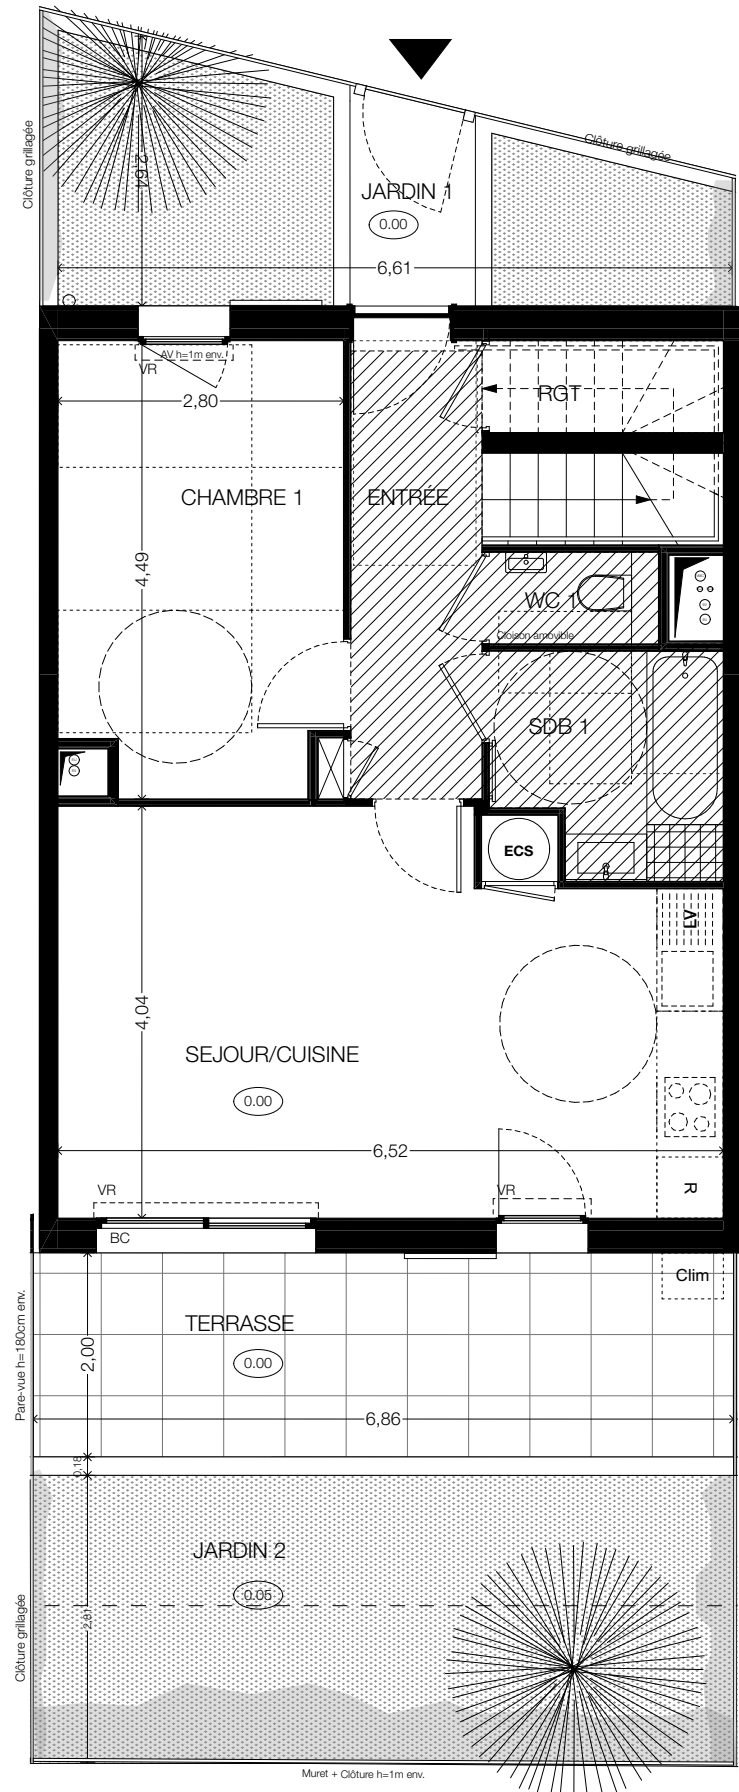 Clôture grillagée
Clôture grillagée
2,64
JARDIN 1
0.00
6,61
AV h=1m env.
VR
2,80
RGT
CHAMBRE 1
ENTRÉE
4,49
WC 1
Cloison amovible
SDB 1
ECS
LV
4,04
SEJOUR/CUISINE
0.00
6,52
R
VR
VR
BC
Clim
Pare-vue h=180cm env.
TERRASSE
2,00
0.00
6,86
0,18
JARDIN 2
0.05
Clôture grillagée
2,81
Muret + Clôture h=1m env.